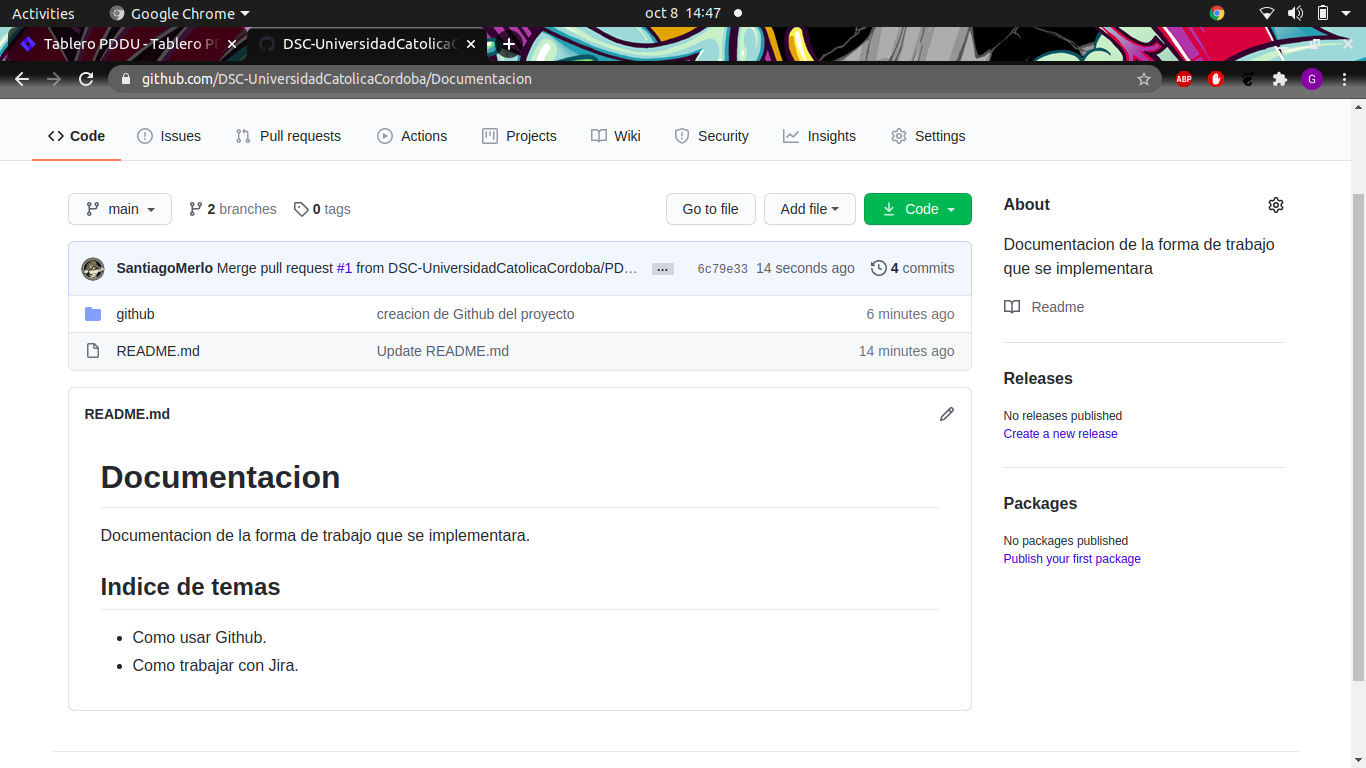 Activities Google Chrome oct 8 14:47
Tablero PDDU - Tablero PD DSC-UniversidadCatolicaC
github.com/DSC-UniversidadCatolicaCordoba/Documentacion ABP G
Code Issues Pull requests Actions Projects Wiki Security Insights Settings
main 2 branches 0 tags Go to file Add file Code
SantiagoMerlo Merge pull request #1 from DSC-UniversidadCatolicaCordoba/PD… ... 6c79e33 14 seconds ago 4 commits
github creacion de Github del proyecto 6 minutes ago
README.md Update README.md 14 minutes ago
README.md
Documentacion
Documentacion de la forma de trabajo que se implementara.
Indice de temas
Como usar Github.
Como trabajar con Jira.
About
Documentacion de la forma de trabajo
que se implementara
Readme
Releases
No releases published
Create a new release
Packages
No packages published
Publish your first package